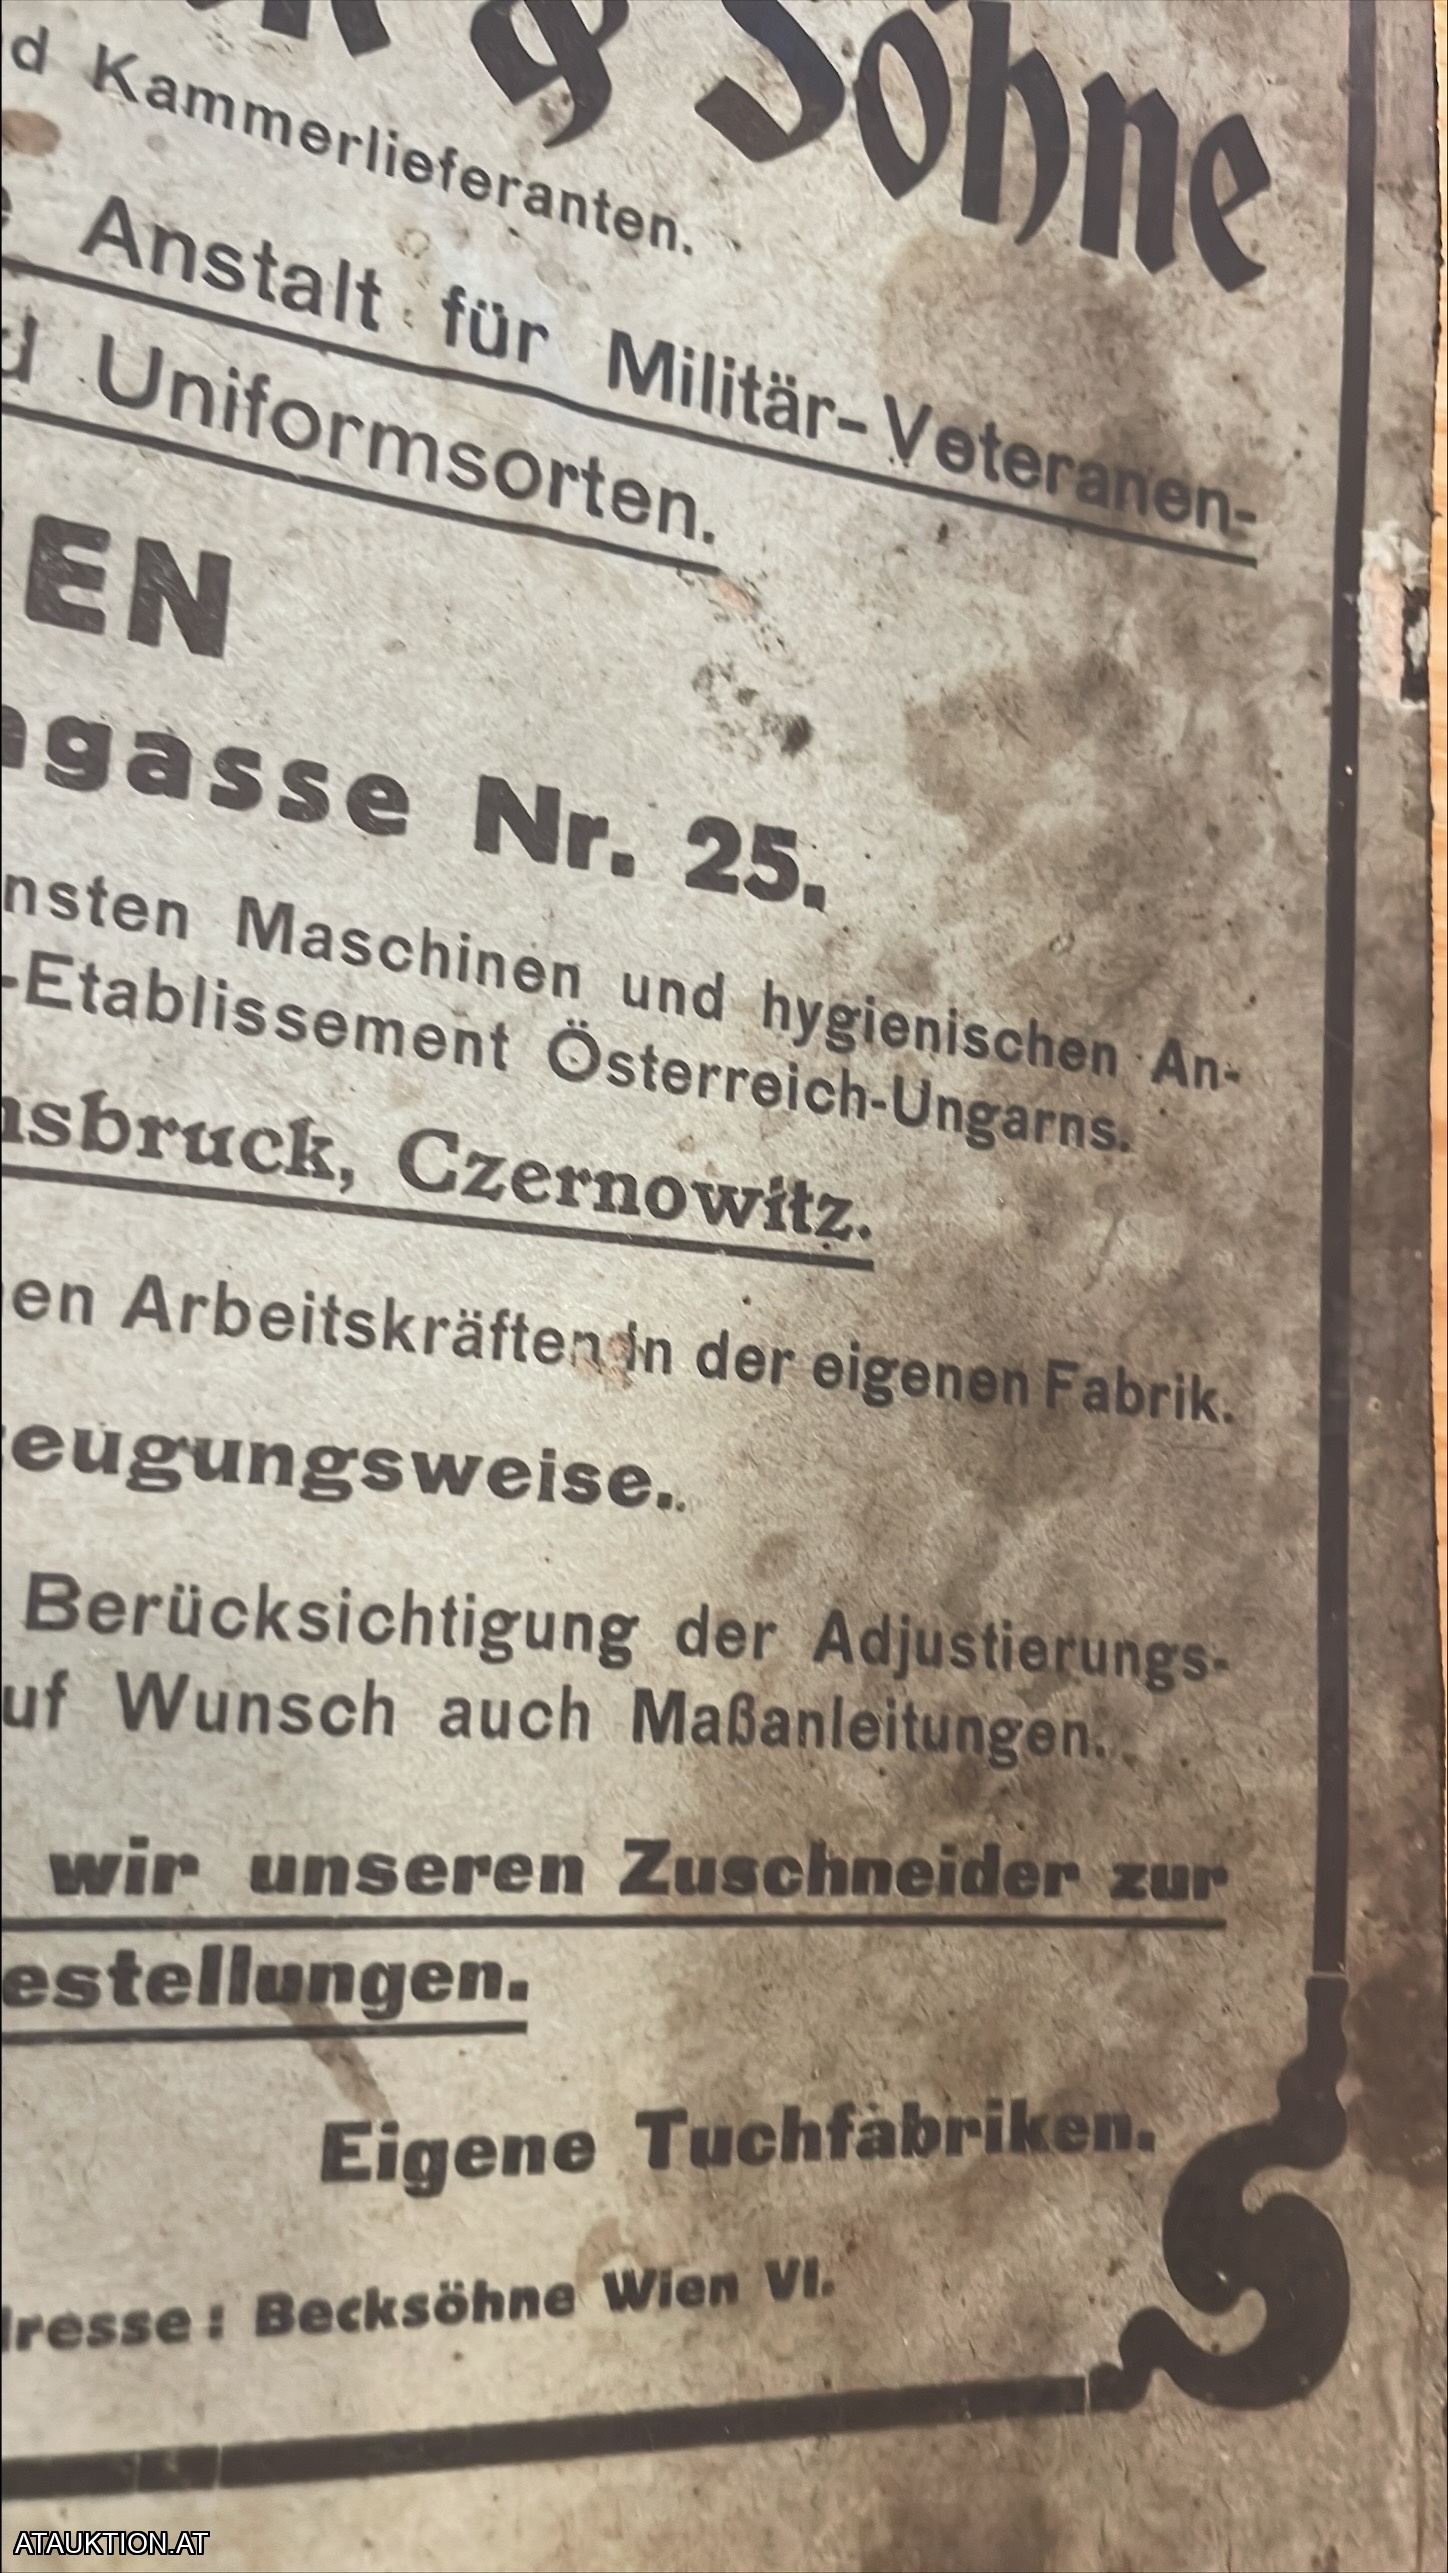 & Söhne
d Kammerlieferanten.
Anstalt für Militär-Veteranen-
d Uniformsorten.
EN
gasse Nr. 25.
nsten Maschinen und hygienischen An-
-Etablissement Österreich-Ungarns.
sbruck, Czernowitz.
en Arbeitskräften in der eigenen Fabrik.
eugungsweise.
Berücksichtigung der Adjustierungs-
uf Wunsch auch Maßanleitungen.
wir unseren Zuschneider zur
estellungen.
Eigene Tuchfabriken.
resse: Becksöhne Wien VI.
ATAUKTION.AT